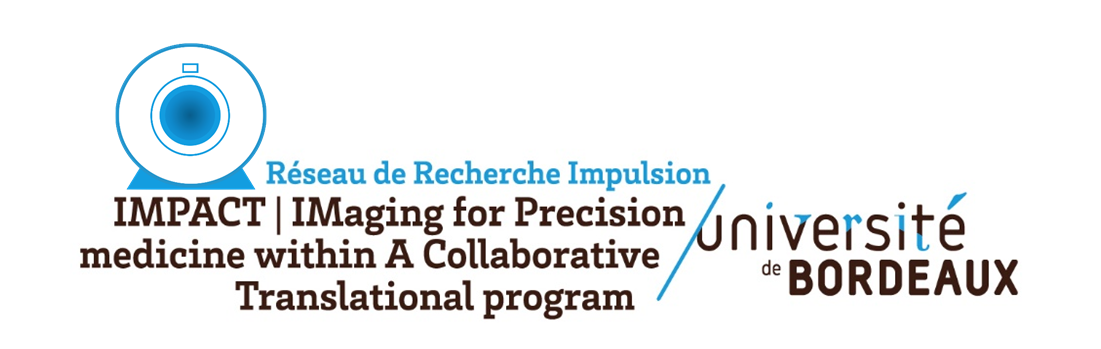 Réseau de Recherche Impulsion
IMPACT | IMaging for Precision
medicine within A Collaborative
Translational program
université
de BORDEAUX